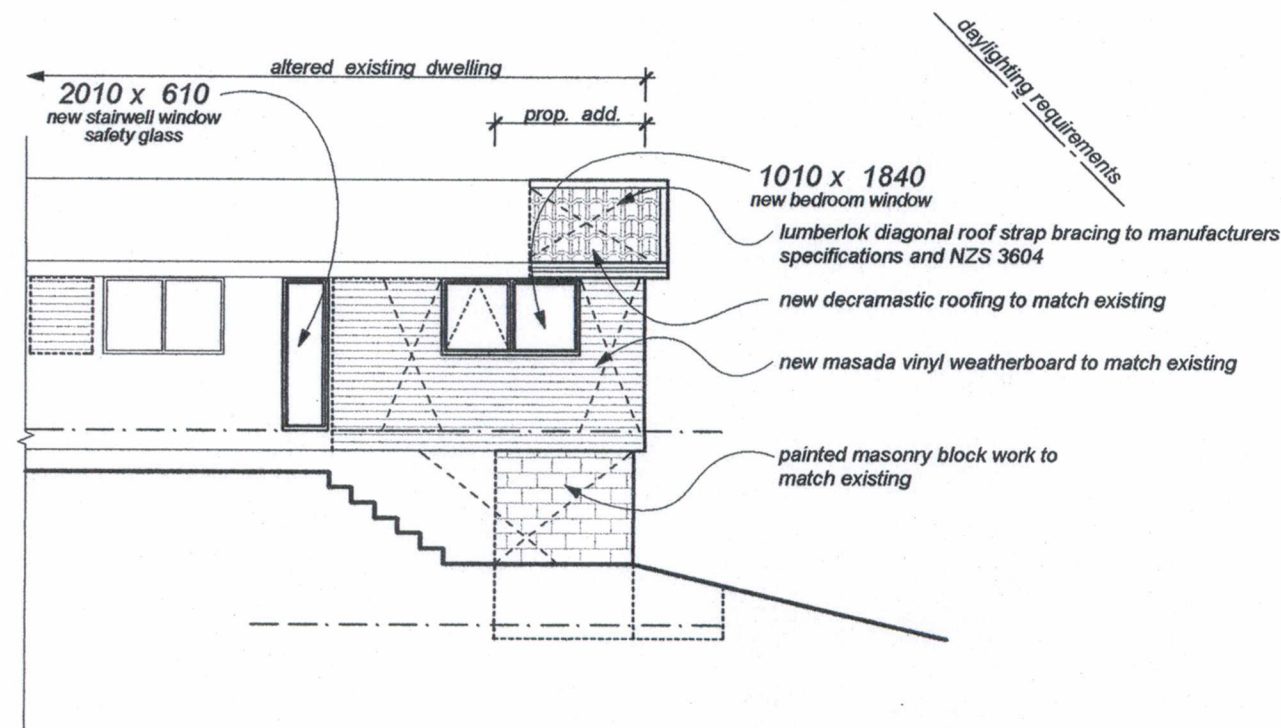 altered existing dwelling
2010 x 610
new stairwell window
safety glass
prop. add.
daylighting requirements
1010 x 1840
new bedroom window
lumberlok diagonal roof strap bracing to manufacturers
specifications and NZS 3604
new decramastic roofing to match existing
new masada vinyl weatherboard to match existing
painted masonry block work to
match existing